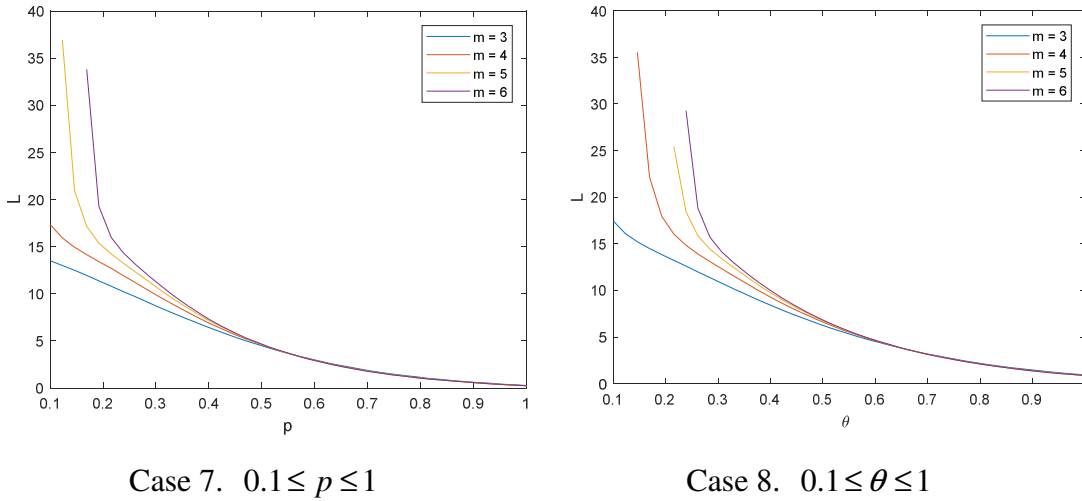 40
35
30
25
20
15
10
5
0
L
0.1 0.2 0.3 0.4 0.5 0.6 0.7 0.8 0.9 1
p
m = 3
m = 4
m = 5
m = 6
Case 7. 0.1 ≤ p ≤ 1
40
35
30
25
20
15
10
5
0
L
0.1 0.2 0.3 0.4 0.5 0.6 0.7 0.8 0.9
θ
m = 3
m = 4
m = 5
m = 6
Case 8. 0.1 ≤ θ ≤ 1